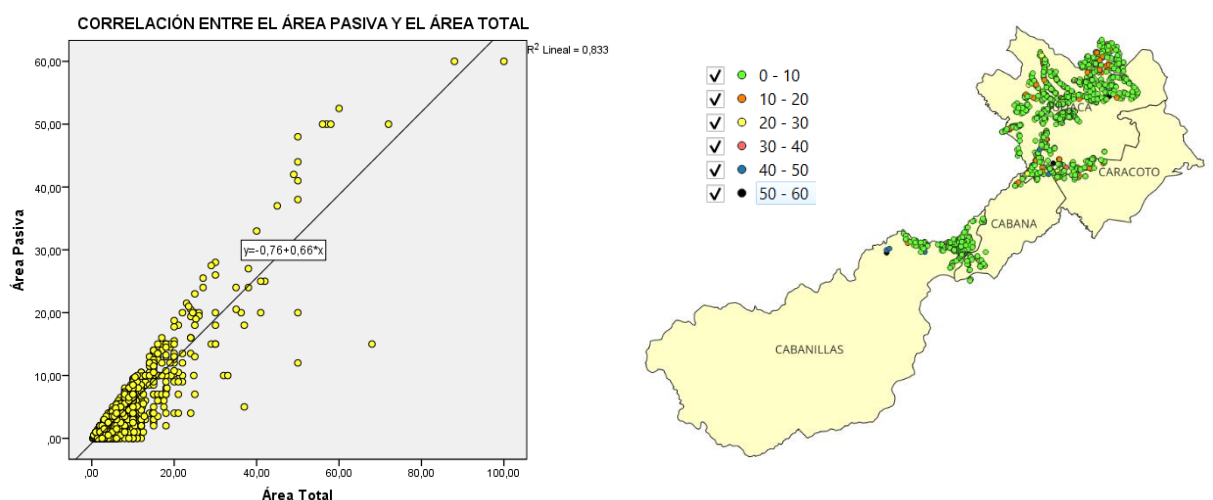 CORRELACIÓN ENTRE EL ÁREA PASIVA Y EL ÁREA TOTAL
R² Lineal = 0,833
60,00
50,00
40,00
30,00
20,00
10,00
,00
Área Pasiva
y=-0,76+0,66*x
,00
20,00
40,00
60,00
80,00
100,00
Área Total
0 - 10
10 - 20
20 - 30
30 - 40
40 - 50
50 - 60
CARACOTO
CABANA
CABANILLAS